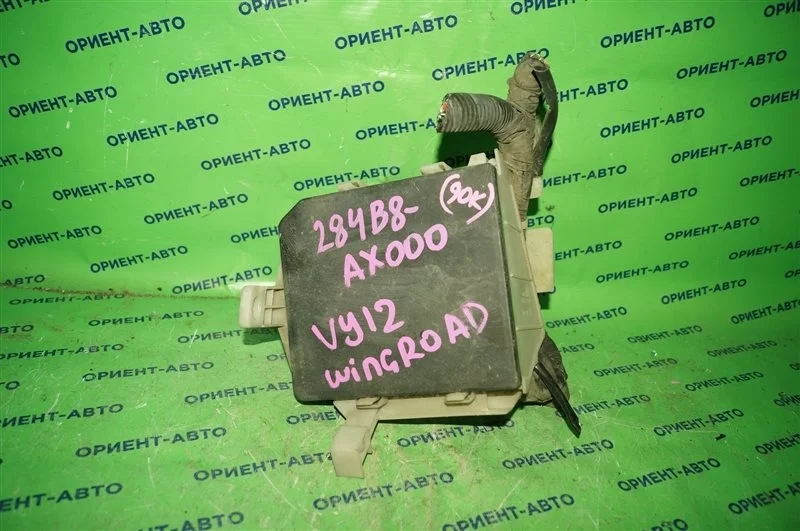 284B8-
(90K)
AX000
VY12
WINGROAD
ОРИЕНТ-АВТО